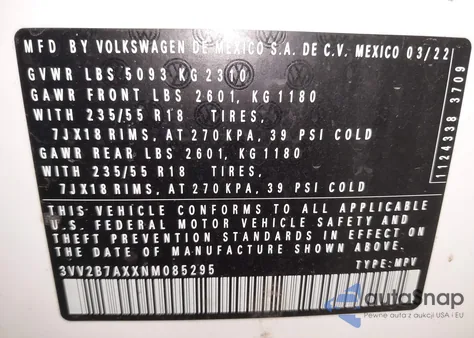 MFD BY VOLKSWAGEN DE MEXICO S.A. DE C.V. MEXICO 03/22
GVWR LBS 5093 KG 2310
GAWR FRONT LBS 2601, KG 1180
WITH 235/55 R18 TIRES,
7JX18 RIMS, AT 270 KPA, 39 PSI COLD
GAWR REAR LBS 2601, KG 1180
WITH 235/55 R18 TIRES,
7JX18 RIMS, AT 270 KPA, 39 PSI COLD
THIS VEHICLE CONFORMS TO ALL APPLICABLE
U.S. FEDERAL MOTOR VEHICLE SAFETY AND
THEFT PREVENTION STANDARDS IN EFFECT ON
THE DATE OF MANUFACTURE SHOWN ABOVE.
3VV2B7AXXNM085295 TYPE: MPV
1124338 3709
autaSnap
Pewne auta z USA i EU